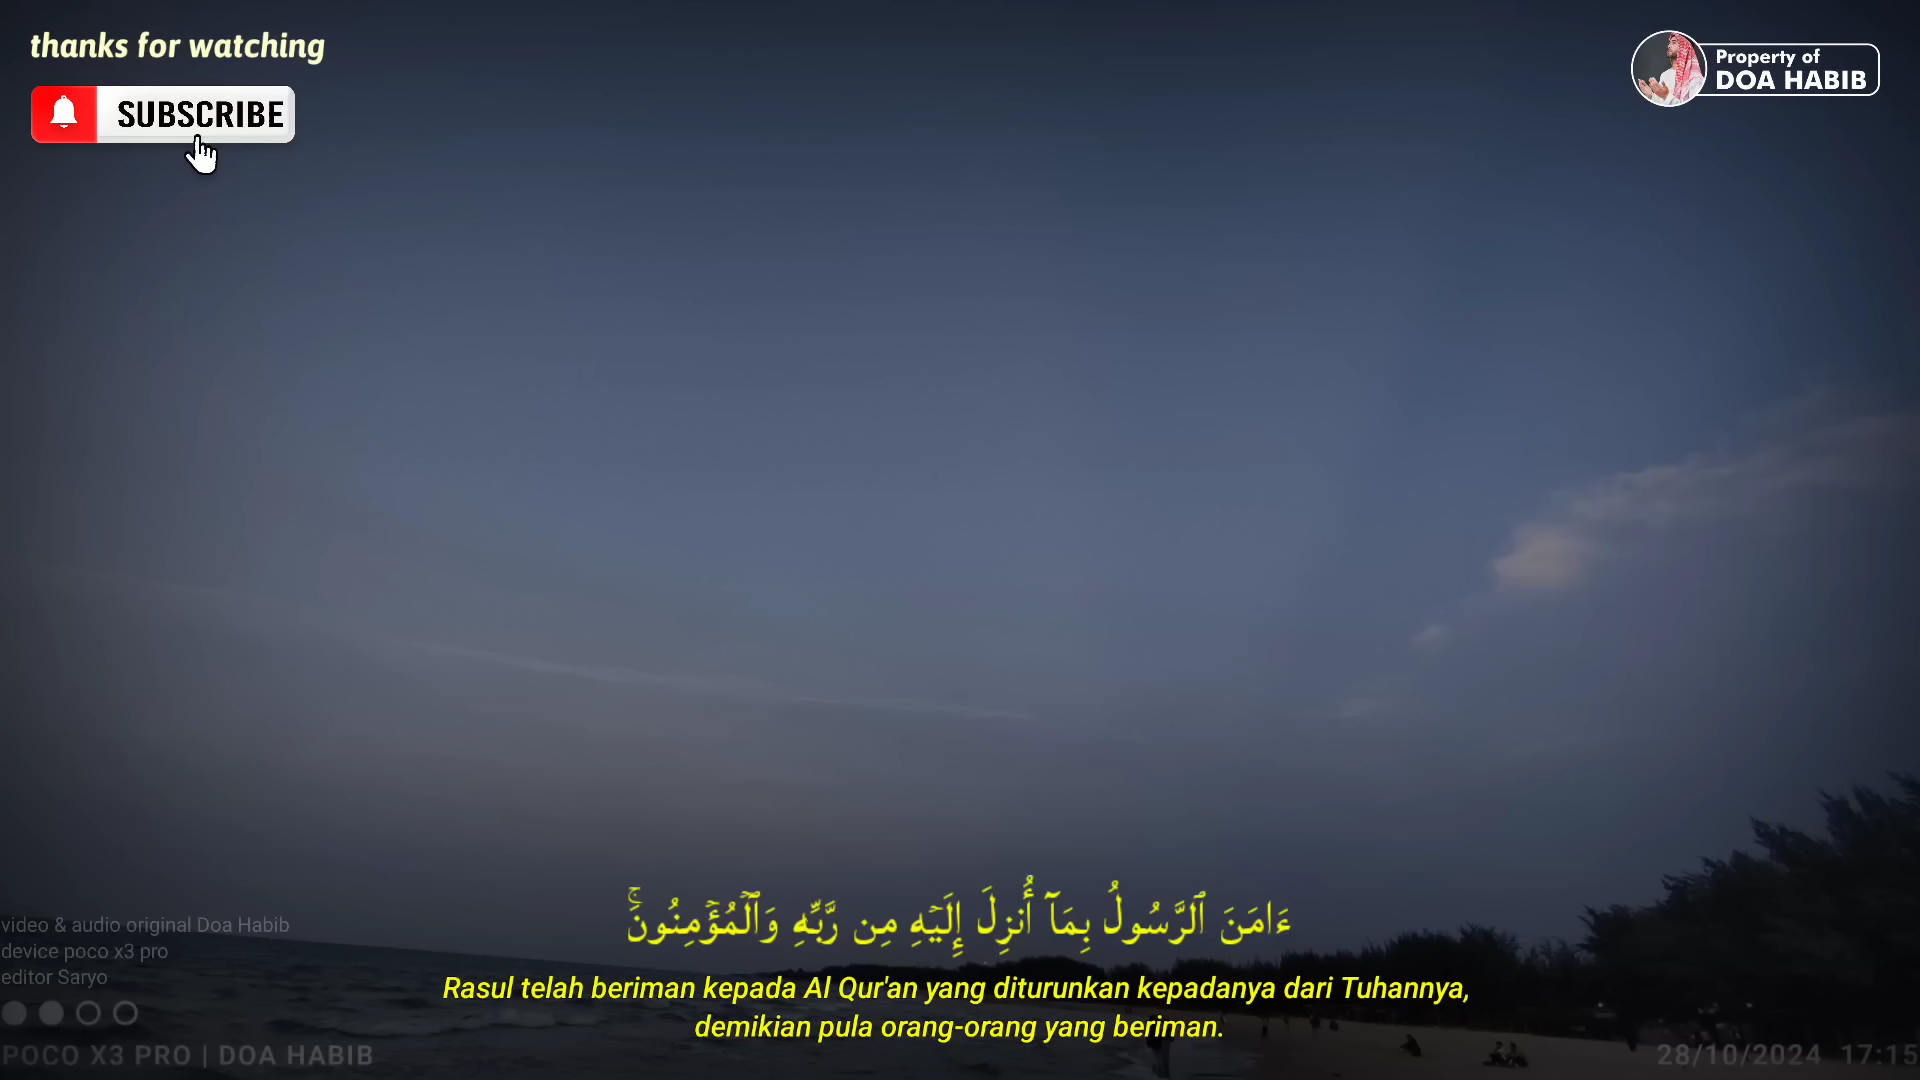 thanks for watching
SUBSCRIBE
Property of
DOA HABIB
ءَامَنَ ٱلرَّسُولُ بِمَآ أُنزِلَ إِلَيْهِ مِن رَّبِّهِۦ وَٱلْمُؤْمِنُونَ ۚ
Rasul telah beriman kepada Al Qur'an yang diturunkan kepadanya dari Tuhannya,
demikian pula orang-orang yang beriman.
video & audio original Doa Habib
device poco x3 pro
editor Saryo
POCO X3 PRO | DOA HABIB
28/10/2024 17:15